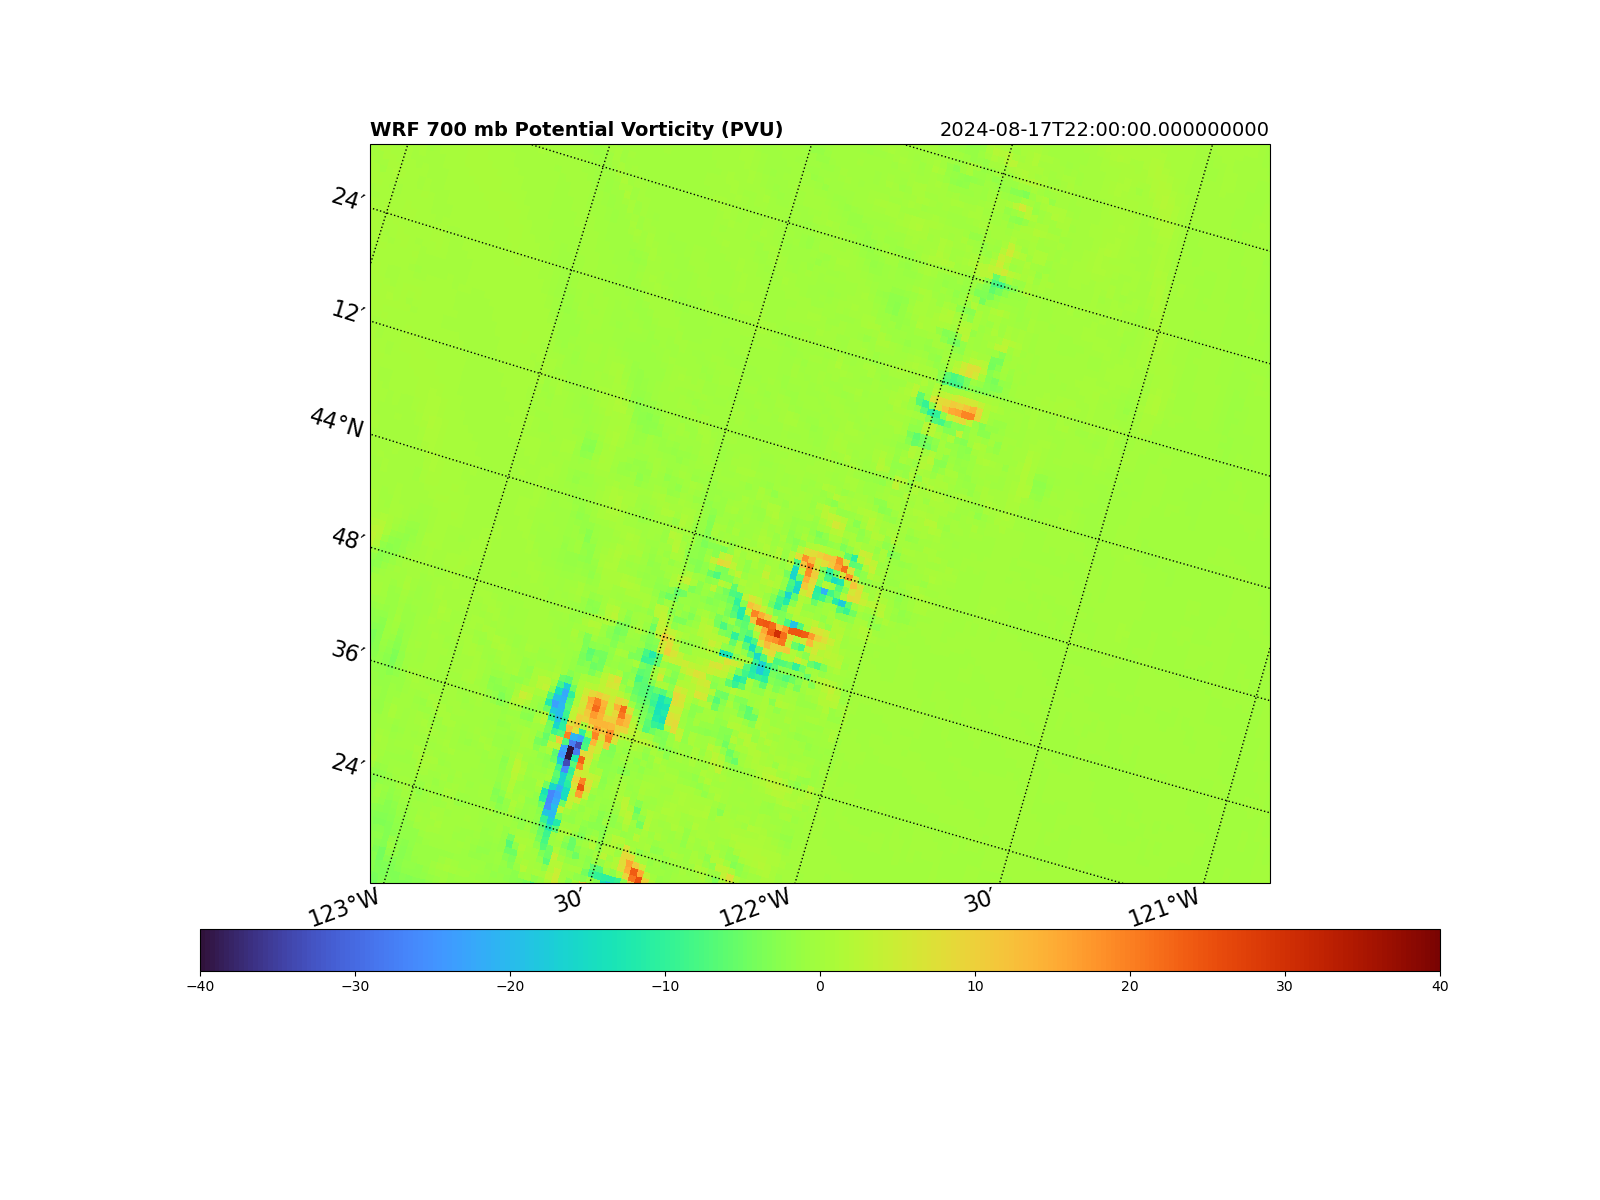 WRF 700 mb Potential Vorticity (PVU) 2024-08-17T22:00:00.000000000
24′
12′
44°N
48′
36′
24′
123°W 30′ 122°W 30′ 121°W
−40 −30 −20 −10 0 10 20 30 40